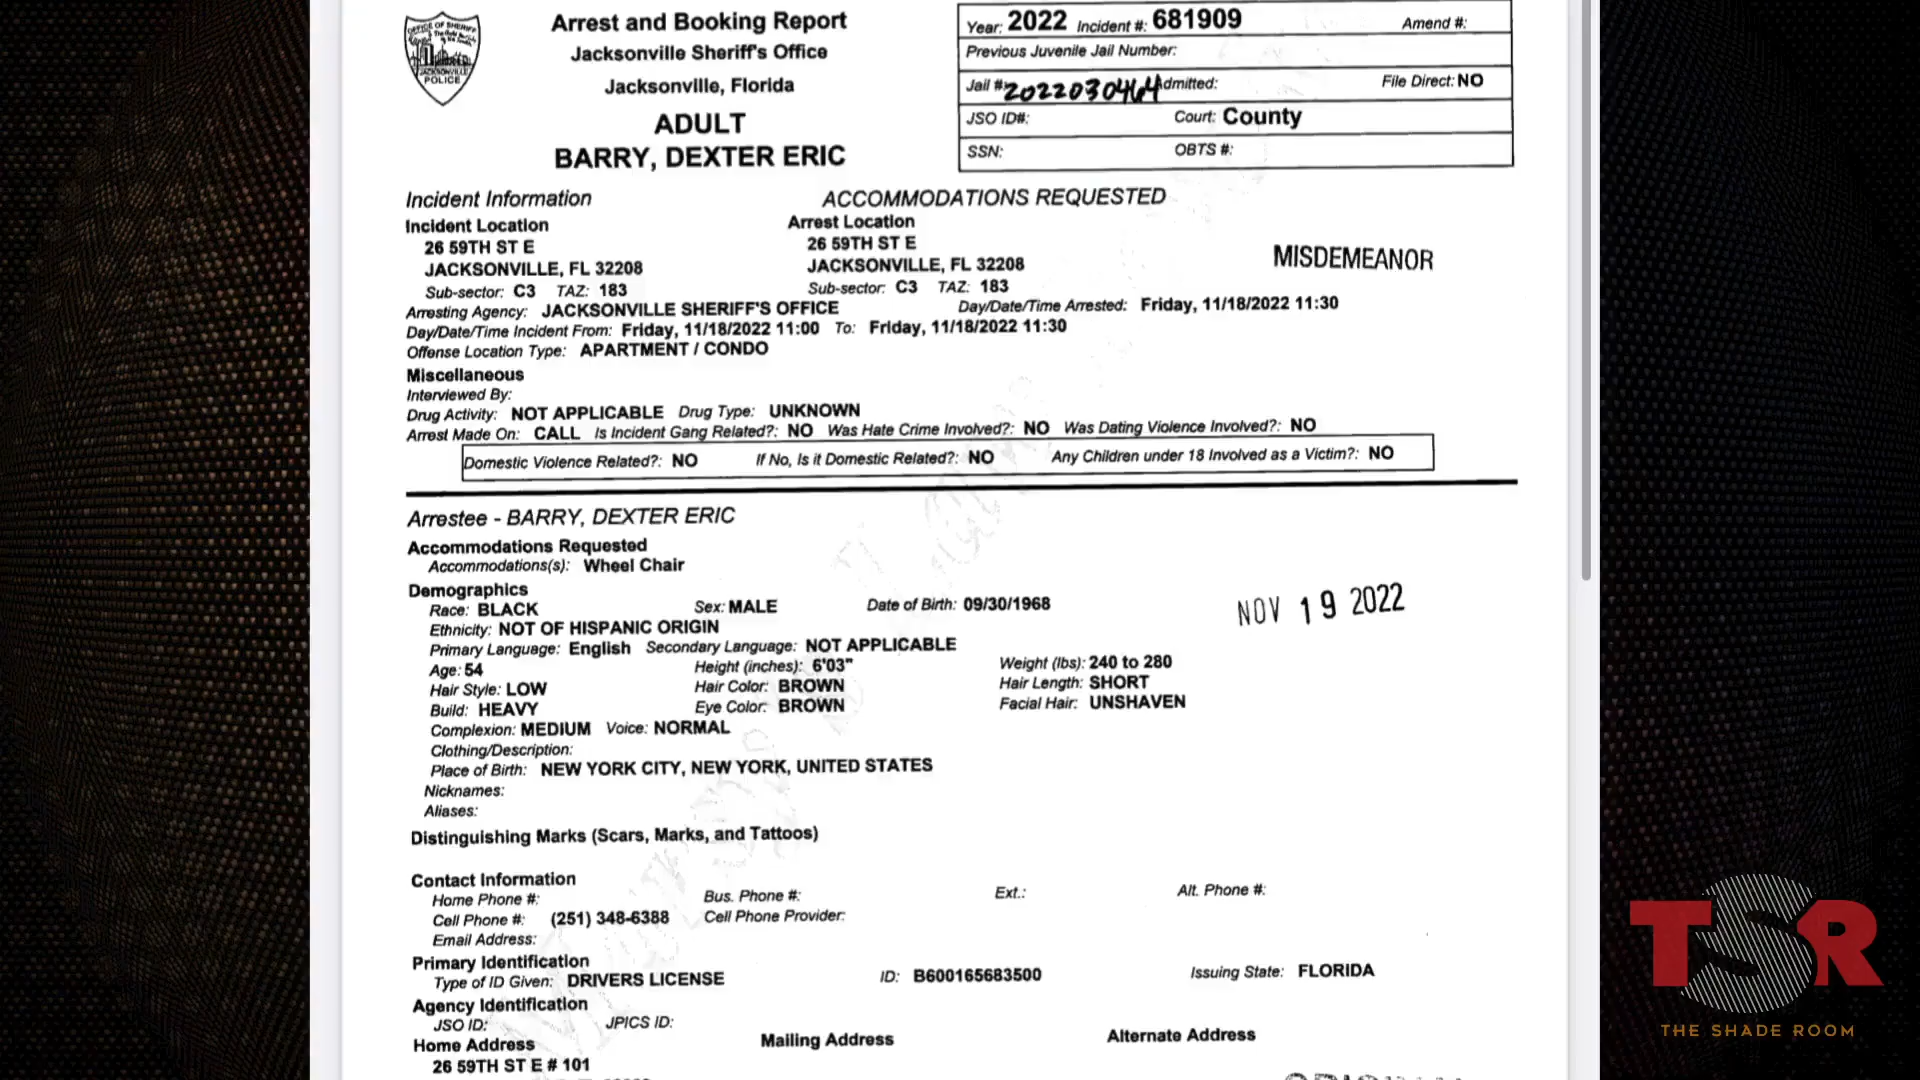 OFFICE OF SHERIFF
JACKSONVILLE
POLICE
Arrest and Booking Report
Jacksonville Sheriff's Office
Jacksonville, Florida
ADULT
BARRY, DEXTER ERIC
Year: 2022 Incident #: 681909 Amend #:
Previous Juvenile Jail Number:
Jail #: 2022030464 Admitted: File Direct: NO
JSO ID#: Court: County
SSN: OBTS #:
Incident Information ACCOMMODATIONS REQUESTED
Incident Location Arrest Location
26 59TH ST E 26 59TH ST E
JACKSONVILLE, FL 32208 JACKSONVILLE, FL 32208
MISDEMEANOR
Sub-sector: C3 TAZ: 183 Sub-sector: C3 TAZ: 183
Arresting Agency: JACKSONVILLE SHERIFF'S OFFICE Day/Date/Time Arrested: Friday, 11/18/2022 11:30
Day/Date/Time Incident From: Friday, 11/18/2022 11:00 To: Friday, 11/18/2022 11:30
Offense Location Type: APARTMENT / CONDO
Miscellaneous
Interviewed By:
Drug Activity: NOT APPLICABLE Drug Type: UNKNOWN
Arrest Made On: CALL Is Incident Gang Related?: NO Was Hate Crime Involved?: NO Was Dating Violence Involved?: NO
Domestic Violence Related?: NO If No, Is it Domestic Related?: NO Any Children under 18 Involved as a Victim?: NO
Arrestee - BARRY, DEXTER ERIC
Accommodations Requested
Accommodations(s): Wheel Chair
Demographics
Race: BLACK Sex: MALE Date of Birth: 09/30/1968
NOV 19 2022
Ethnicity: NOT OF HISPANIC ORIGIN
Primary Language: English Secondary Language: NOT APPLICABLE
Age: 54 Height (inches): 6'03" Weight (lbs): 240 to 280
Hair Style: LOW Hair Color: BROWN Hair Length: SHORT
Build: HEAVY Eye Color: BROWN Facial Hair: UNSHAVEN
Complexion: MEDIUM Voice: NORMAL
Clothing/Description:
Place of Birth: NEW YORK CITY, NEW YORK, UNITED STATES
Nicknames:
Aliases:
Distinguishing Marks (Scars, Marks, and Tattoos)
Contact Information
Home Phone #: Bus. Phone #: Ext.: Alt. Phone #:
Cell Phone #: (251) 348-6388 Cell Phone Provider:
Email Address:
Primary Identification
Type of ID Given: DRIVERS LICENSE ID: B600165683500 Issuing State: FLORIDA
Agency Identification
JSO ID: JPICS ID:
Home Address Mailing Address Alternate Address
26 59TH ST E # 101
TSR
THE SHADE ROOM